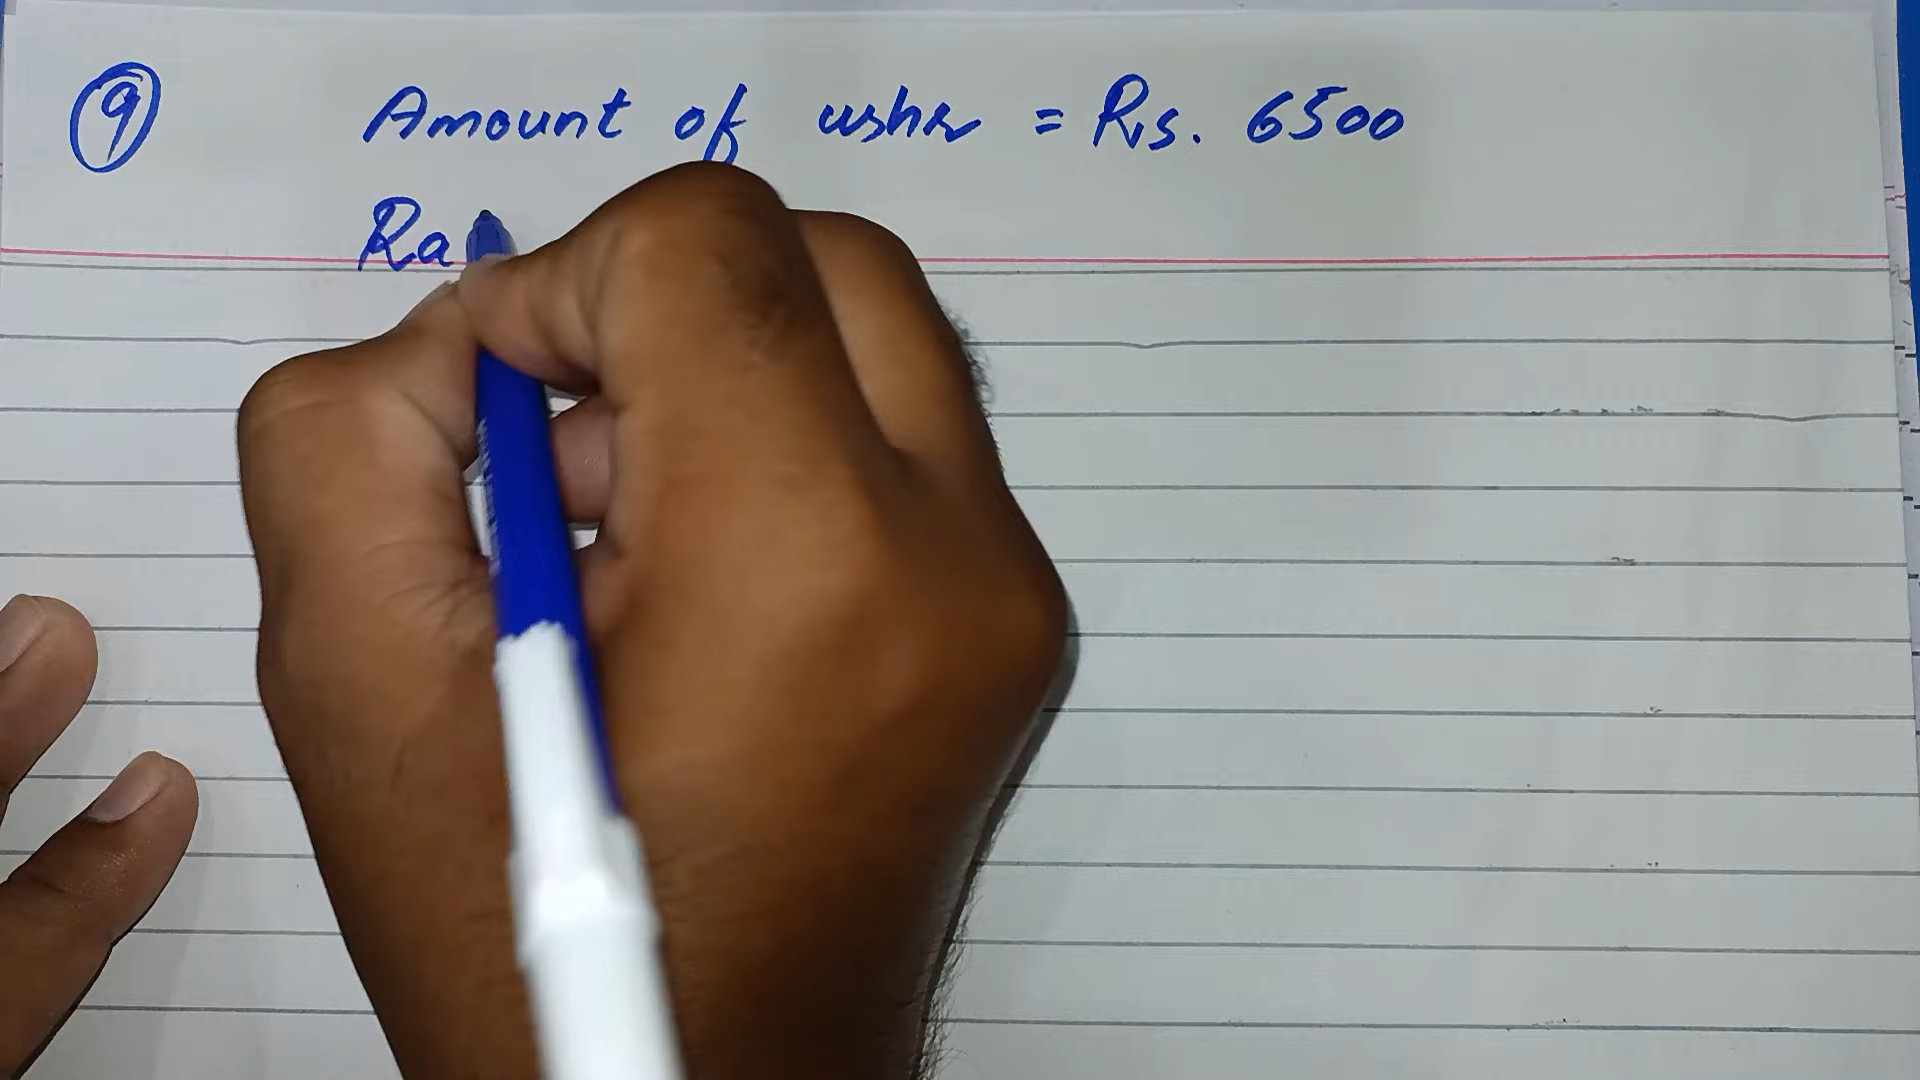 9 Amount of ushr = Rs. 6500
Ra